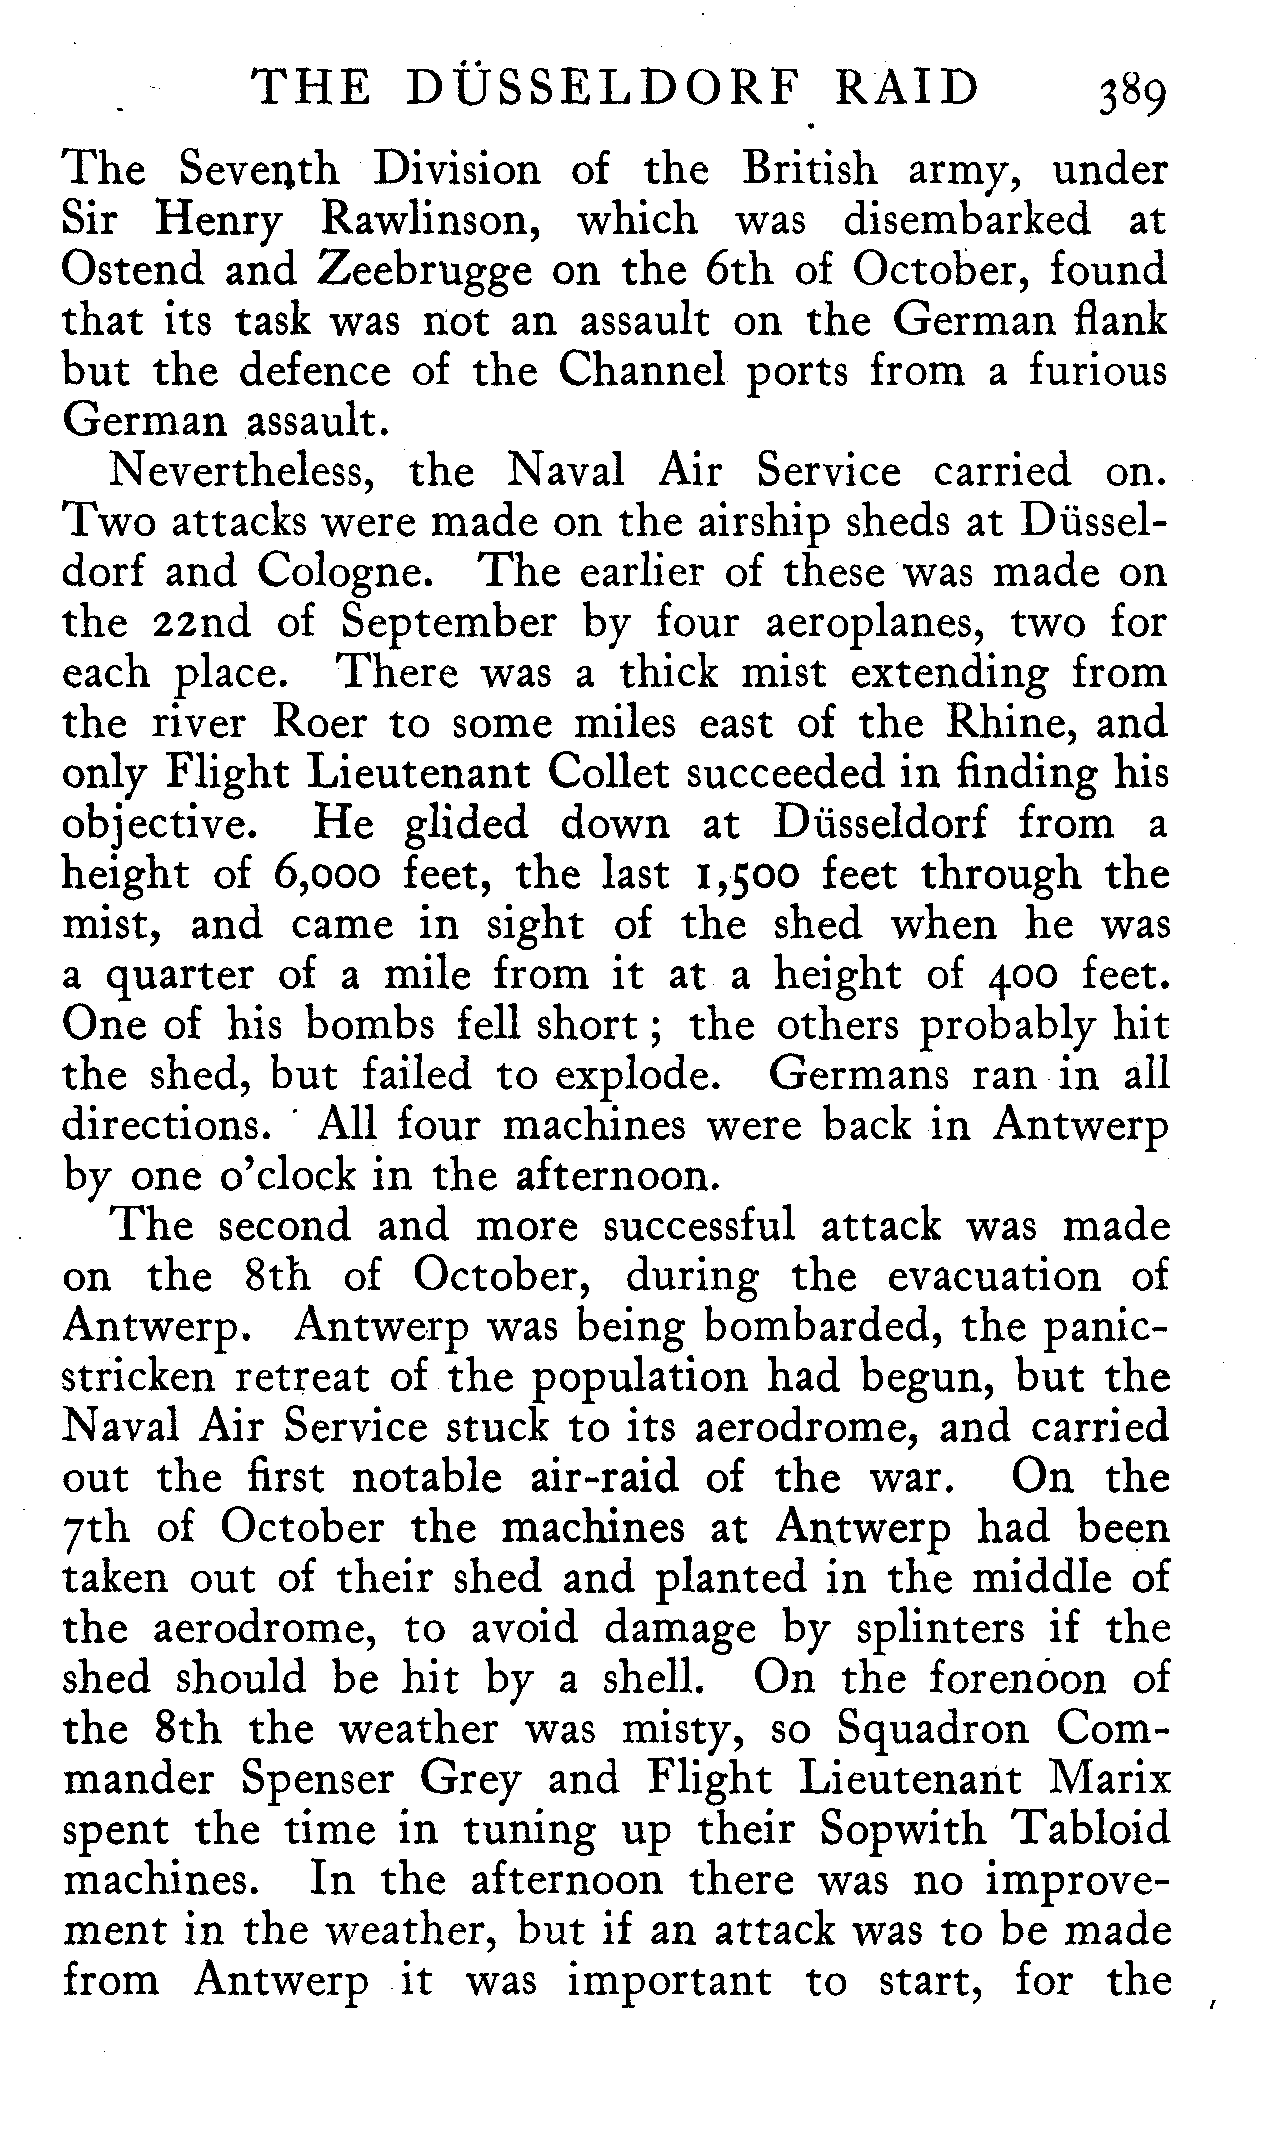 THE DÜSSELDORF RAID 389
The Seventh Division of the British army, under
Sir Henry Rawlinson, which was disembarked at
Ostend and Zeebrugge on the 6th of October, found
that its task was not an assault on the German flank
but the defence of the Channel ports from a furious
German assault.
Nevertheless, the Naval Air Service carried on.
Two attacks were made on the airship sheds at Düssel-
dorf and Cologne. The earlier of these was made on
the 22nd of September by four aeroplanes, two for
each place. There was a thick mist extending from
the river Roer to some miles east of the Rhine, and
only Flight Lieutenant Collet succeeded in finding his
objective. He glided down at Düsseldorf from a
height of 6,000 feet, the last 1,500 feet through the
mist, and came in sight of the shed when he was
a quarter of a mile from it at a height of 400 feet.
One of his bombs fell short ; the others probably hit
the shed, but failed to explode. Germans ran in all
directions. All four machines were back in Antwerp
by one o'clock in the afternoon.
The second and more successful attack was made
on the 8th of October, during the evacuation of
Antwerp. Antwerp was being bombarded, the panic-
stricken retreat of the population had begun, but the
Naval Air Service stuck to its aerodrome, and carried
out the first notable air-raid of the war. On the
7th of October the machines at Antwerp had been
taken out of their shed and planted in the middle of
the aerodrome, to avoid damage by splinters if the
shed should be hit by a shell. On the forenoon of
the 8th the weather was misty, so Squadron Com-
mander Spenser Grey and Flight Lieutenant Marix
spent the time in tuning up their Sopwith Tabloid
machines. In the afternoon there was no improve-
ment in the weather, but if an attack was to be made
from Antwerp it was important to start, for the